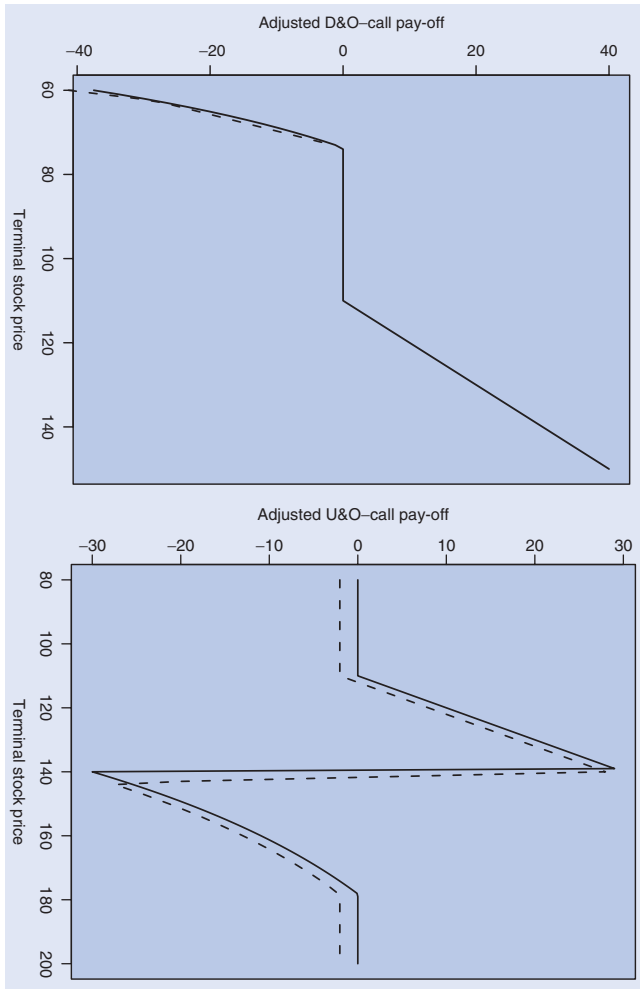 Adjusted D&O–call pay-off
−40 −20 0 20 40
60
80
100
120
140
Terminal stock price
Adjusted U&O–call pay-off
−30 −20 −10 0 10 20 30
80
100
120
140
160
180
200
Terminal stock price